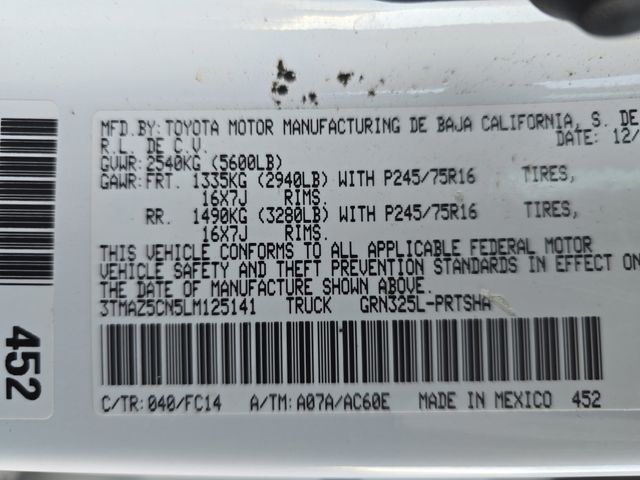 MFD.BY:TOYOTA MOTOR MANUFACTURING DE BAJA CALIFORNIA, S. DE
R.L. DE C.V. DATE: 12/
GVWR:2540KG (5600LB)
GAWR:FRT. 1335KG (2940LB) WITH P245/75R16 TIRES,
16X7J RIMS.
RR. 1490KG (3280LB) WITH P245/75R16 TIRES,
16X7J RIMS.
THIS VEHICLE CONFORMS TO ALL APPLICABLE FEDERAL MOTOR
VEHICLE SAFETY AND THEFT PREVENTION STANDARDS IN EFFECT ON
THE DATE OF MANUFACTURE SHOWN ABOVE.
3TMAZ5CN5LM125141 TRUCK GRN325L-PRTSHA
C/TR:040/FC14 A/TM:A07A/AC60E MADE IN MEXICO 452
452